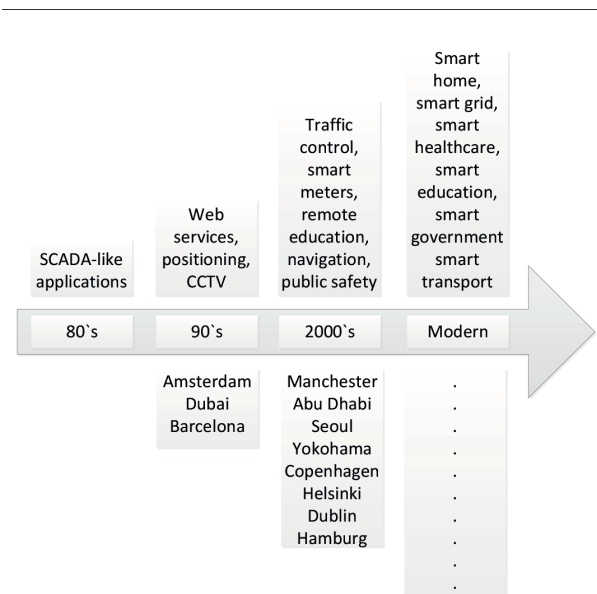 SCADA-like
applications
Web
services,
positioning,
CCTV
Traffic
control,
smart
meters,
remote
education,
navigation,
public safety
Smart
home,
smart grid,
smart
healthcare,
smart
education,
smart
government
smart
transport
80`s
90`s
2000`s
Modern
Amsterdam
Dubai
Barcelona
Manchester
Abu Dhabi
Seoul
Yokohama
Copenhagen
Helsinki
Dublin
Hamburg
.
.
.
.
.
.
.
.
.
.